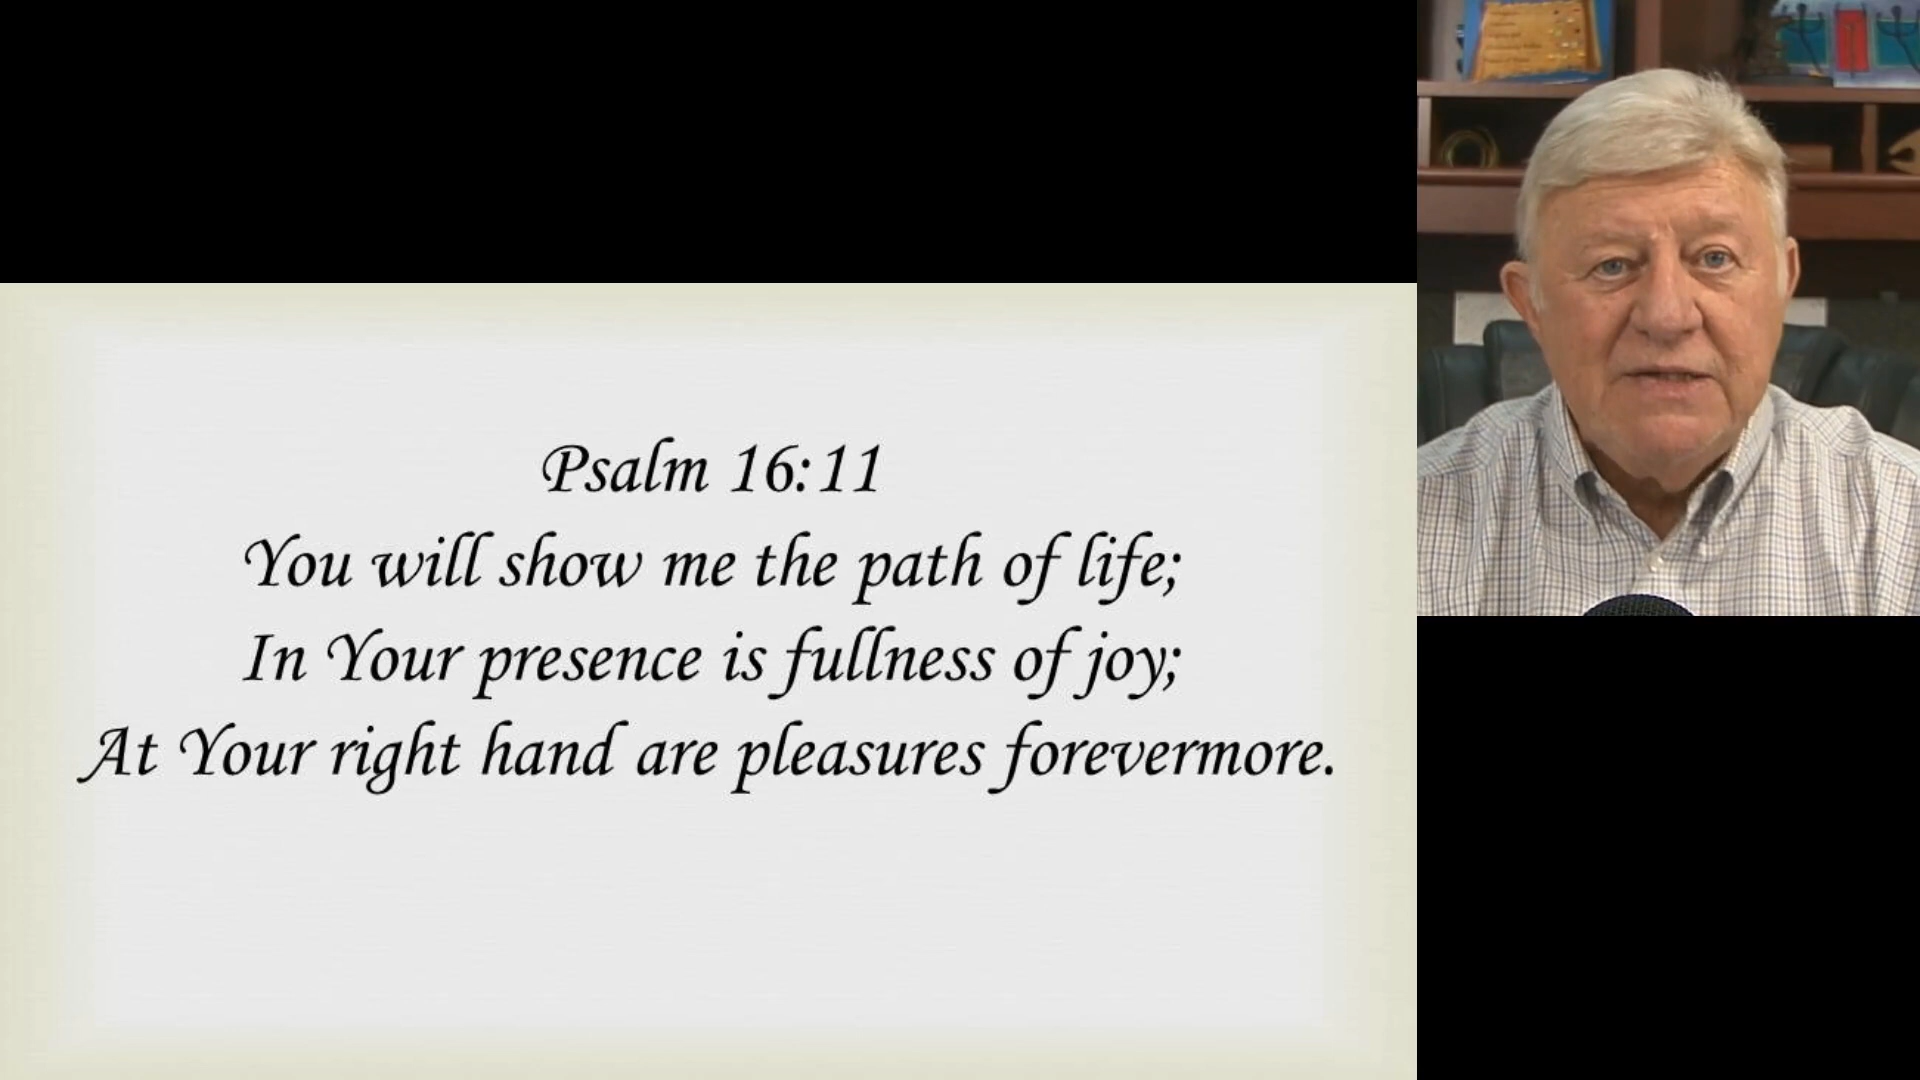 Psalm 16:11
You will show me the path of life;
In Your presence is fullness of joy;
At Your right hand are pleasures forevermore.